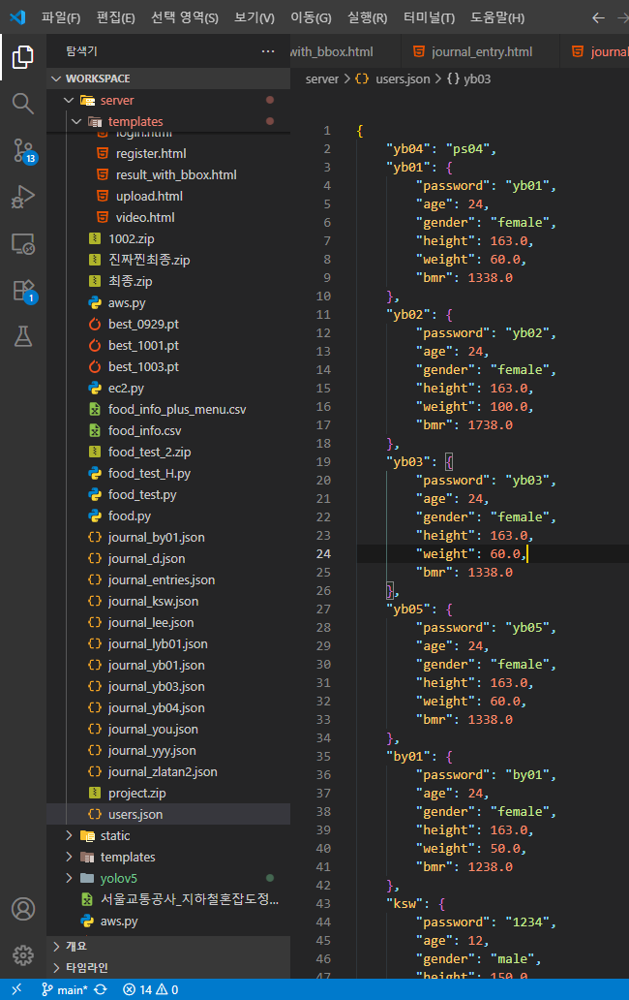 파일(F) 편집(E) 선택 영역(S) 보기(V) 이동(G) 실행(R) 터미널(T) 도움말(H)
탐색기 ...
with_bbox.html journal_entry.html journal
WORKSPACE
server > {} users.json > {} yb03
server
templates
login.html
register.html
result_with_bbox.html
upload.html
video.html
1002.zip
진짜찐최종.zip
최종.zip
aws.py
best_0929.pt
best_1001.pt
best_1003.pt
ec2.py
food_info_plus_menu.csv
food_info.csv
food_test_2.zip
food_test_H.py
food_test.py
food.py
journal_by01.json
journal_d.json
journal_entries.json
journal_ksw.json
journal_lee.json
journal_lyb01.json
journal_yb01.json
journal_yb03.json
journal_yb04.json
journal_you.json
journal_yyy.json
journal_zlatan2.json
project.zip
users.json
static
templates
yolov5
서울교통공사_지하철혼잡도정...
aws.py
개요
타임라인
13
1
1 {
2 "yb04": "ps04",
3 "yb01": {
4 "password": "yb01",
5 "age": 24,
6 "gender": "female",
7 "height": 163.0,
8 "weight": 60.0,
9 "bmr": 1338.0
10 },
11 "yb02": {
12 "password": "yb02",
13 "age": 24,
14 "gender": "female",
15 "height": 163.0,
16 "weight": 100.0,
17 "bmr": 1738.0
18 },
19 "yb03": {
20 "password": "yb03",
21 "age": 24,
22 "gender": "female",
23 "height": 163.0,
24 "weight": 60.0,
25 "bmr": 1338.0
26 },
27 "yb05": {
28 "password": "yb05",
29 "age": 24,
30 "gender": "female",
31 "height": 163.0,
32 "weight": 60.0,
33 "bmr": 1338.0
34 },
35 "by01": {
36 "password": "by01",
37 "age": 24,
38 "gender": "female",
39 "height": 163.0,
40 "weight": 50.0,
41 "bmr": 1238.0
42 },
43 "ksw": {
44 "password": "1234",
45 "age": 12,
46 "gender": "male",
47 "height": 150.0
main* 14 0